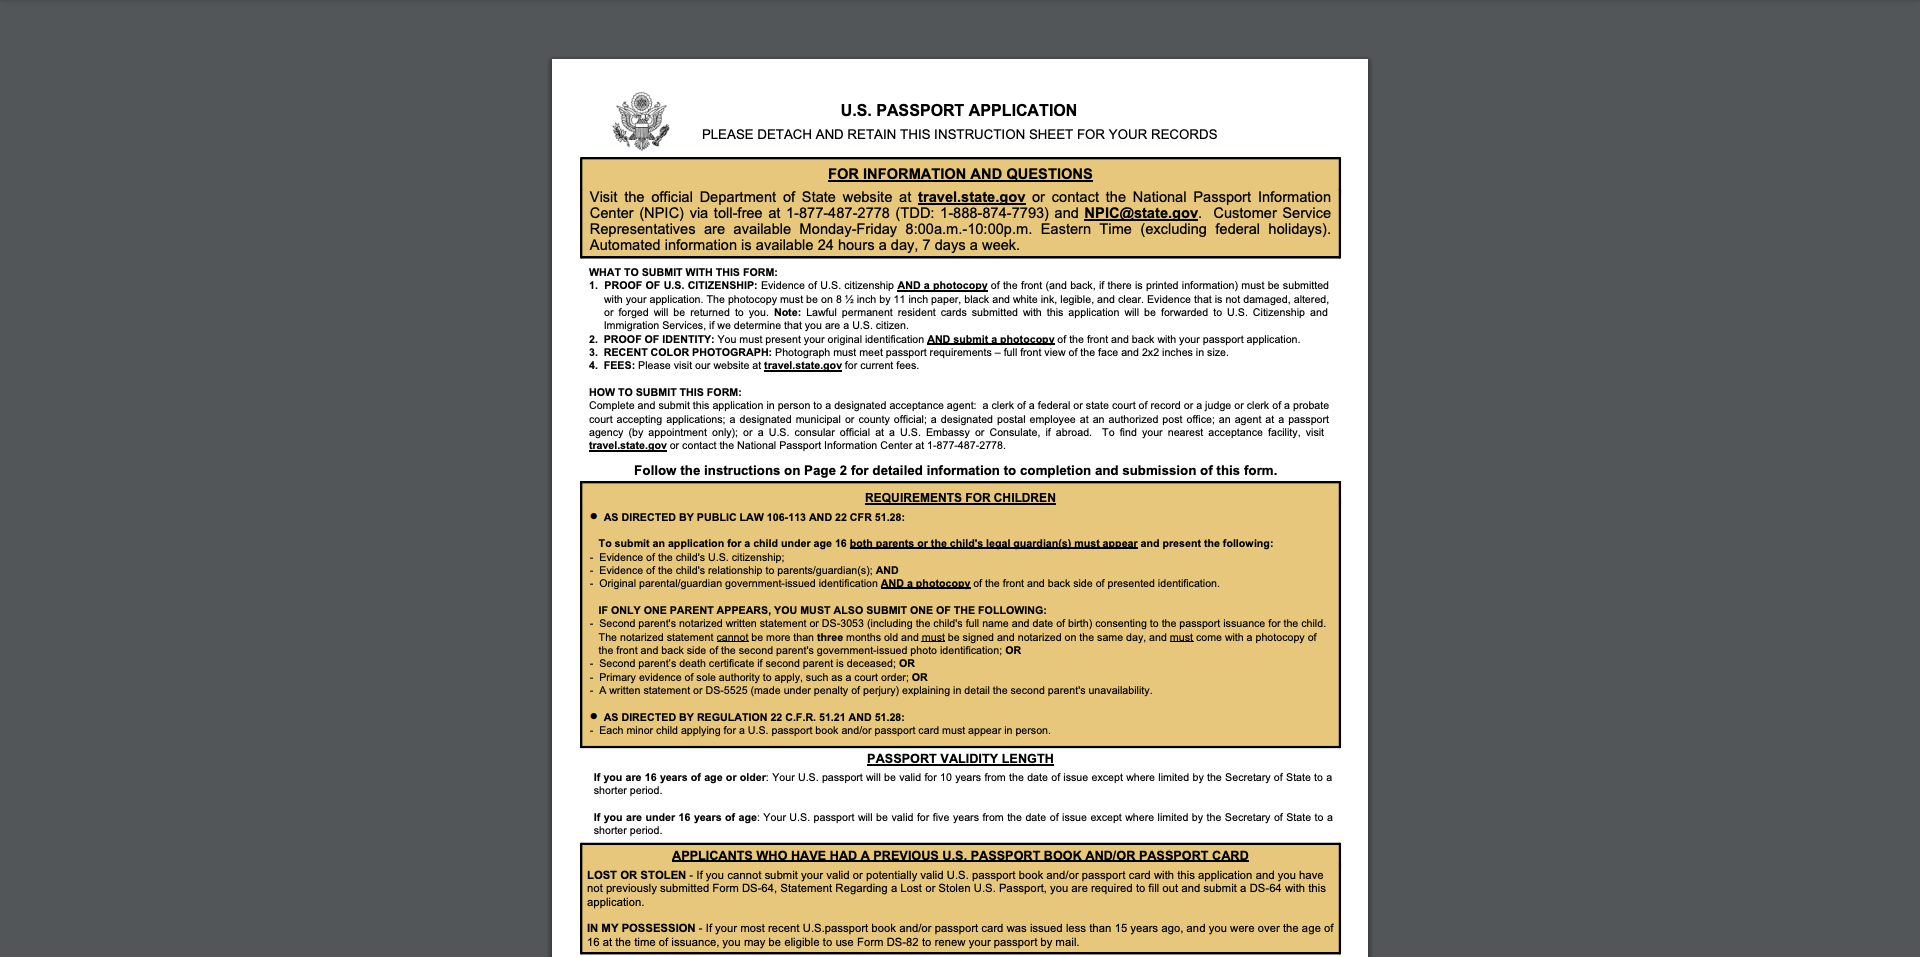 U.S. PASSPORT APPLICATION
PLEASE DETACH AND RETAIN THIS INSTRUCTION SHEET FOR YOUR RECORDS
FOR INFORMATION AND QUESTIONS
Visit the official Department of State website at travel.state.gov or contact the National Passport Information
Center (NPIC) via toll-free at 1-877-487-2778 (TDD: 1-888-874-7793) and NPIC@state.gov. Customer Service
Representatives are available Monday-Friday 8:00a.m.-10:00p.m. Eastern Time (excluding federal holidays).
Automated information is available 24 hours a day, 7 days a week.
WHAT TO SUBMIT WITH THIS FORM:
1. PROOF OF U.S. CITIZENSHIP: Evidence of U.S. citizenship AND a photocopy of the front (and back, if there is printed information) must be submitted
with your application. The photocopy must be on 8 ½ inch by 11 inch paper, black and white ink, legible, and clear. Evidence that is not damaged, altered,
or forged will be returned to you. Note: Lawful permanent resident cards submitted with this application will be forwarded to U.S. Citizenship and
Immigration Services, if we determine that you are a U.S. citizen.
2. PROOF OF IDENTITY: You must present your original identification AND submit a photocopy of the front and back with your passport application.
3. RECENT COLOR PHOTOGRAPH: Photograph must meet passport requirements – full front view of the face and 2x2 inches in size.
4. FEES: Please visit our website at travel.state.gov for current fees.
HOW TO SUBMIT THIS FORM:
Complete and submit this application in person to a designated acceptance agent: a clerk of a federal or state court of record or a judge or clerk of a probate
court accepting applications; a designated municipal or county official; a designated postal employee at an authorized post office; an agent at a passport
agency (by appointment only); or a U.S. consular official at a U.S. Embassy or Consulate, if abroad. To find your nearest acceptance facility, visit
travel.state.gov or contact the National Passport Information Center at 1-877-487-2778.
Follow the instructions on Page 2 for detailed information to completion and submission of this form.
REQUIREMENTS FOR CHILDREN
● AS DIRECTED BY PUBLIC LAW 106-113 AND 22 CFR 51.28:
To submit an application for a child under age 16 both parents or the child's legal guardian(s) must appear and present the following:
- Evidence of the child's U.S. citizenship;
- Evidence of the child's relationship to parents/guardian(s); AND
- Original parental/guardian government-issued identification AND a photocopy of the front and back side of presented identification.
IF ONLY ONE PARENT APPEARS, YOU MUST ALSO SUBMIT ONE OF THE FOLLOWING:
- Second parent's notarized written statement or DS-3053 (including the child's full name and date of birth) consenting to the passport issuance for the child.
The notarized statement cannot be more than three months old and must be signed and notarized on the same day, and must come with a photocopy of
the front and back side of the second parent's government-issued photo identification; OR
- Second parent's death certificate if second parent is deceased; OR
- Primary evidence of sole authority to apply, such as a court order; OR
- A written statement or DS-5525 (made under penalty of perjury) explaining in detail the second parent's unavailability.
● AS DIRECTED BY REGULATION 22 C.F.R. 51.21 AND 51.28:
- Each minor child applying for a U.S. passport book and/or passport card must appear in person.
PASSPORT VALIDITY LENGTH
If you are 16 years of age or older: Your U.S. passport will be valid for 10 years from the date of issue except where limited by the Secretary of State to a
shorter period.
If you are under 16 years of age: Your U.S. passport will be valid for five years from the date of issue except where limited by the Secretary of State to a
shorter period.
APPLICANTS WHO HAVE HAD A PREVIOUS U.S. PASSPORT BOOK AND/OR PASSPORT CARD
LOST OR STOLEN - If you cannot submit your valid or potentially valid U.S. passport book and/or passport card with this application and you have
not previously submitted Form DS-64, Statement Regarding a Lost or Stolen U.S. Passport, you are required to fill out and submit a DS-64 with this
application.
IN MY POSSESSION - If your most recent U.S.passport book and/or passport card was issued less than 15 years ago, and you were over the age of
16 at the time of issuance, you may be eligible to use Form DS-82 to renew your passport by mail.